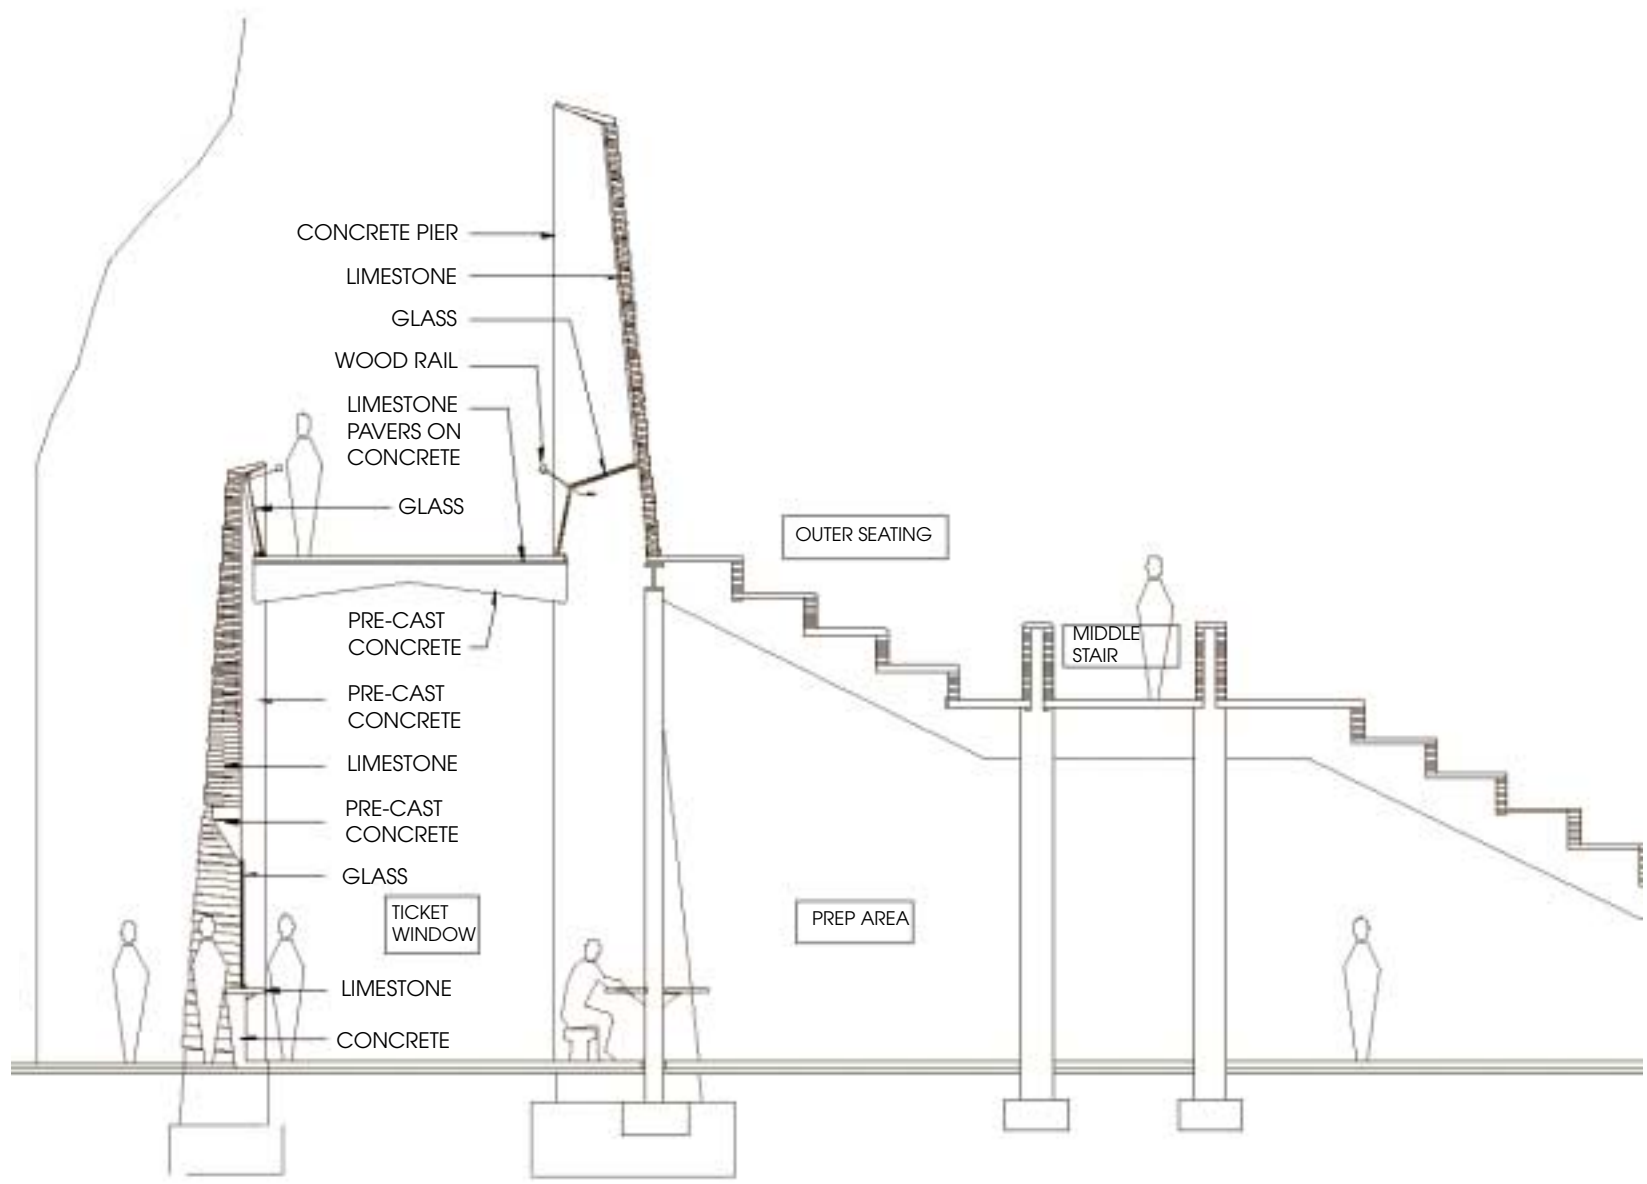 CONCRETE PIER
LIMESTONE
GLASS
WOOD RAIL
LIMESTONE
PAVERS ON
CONCRETE
GLASS
OUTER SEATING
PRE-CAST
CONCRETE
MIDDLE
STAIR
PRE-CAST
CONCRETE
LIMESTONE
PRE-CAST
CONCRETE
GLASS
TICKET
WINDOW
PREP AREA
LIMESTONE
CONCRETE